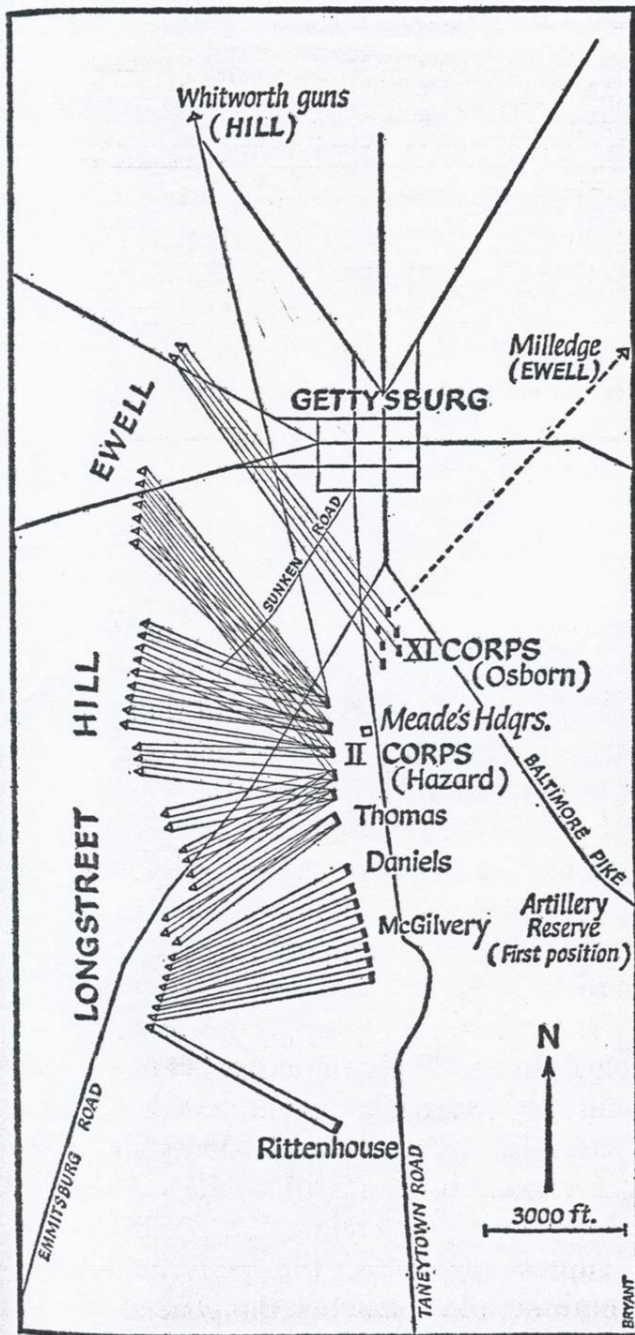 Whitworth guns
(HILL)
Milledge
(EWELL)
GETTYSBURG
EWELL
SUNKEN ROAD
XI CORPS
(Osborn)
HILL
Meade's Hdqrs.
II CORPS
(Hazard)
BALTIMORE PIKE
Thomas
LONGSTREET
Daniels
McGilvery
Artillery
Reserve
(First position)
N
Rittenhouse
EMMITSBURG ROAD
TANEYTOWN ROAD
3000 ft.
BRYANT